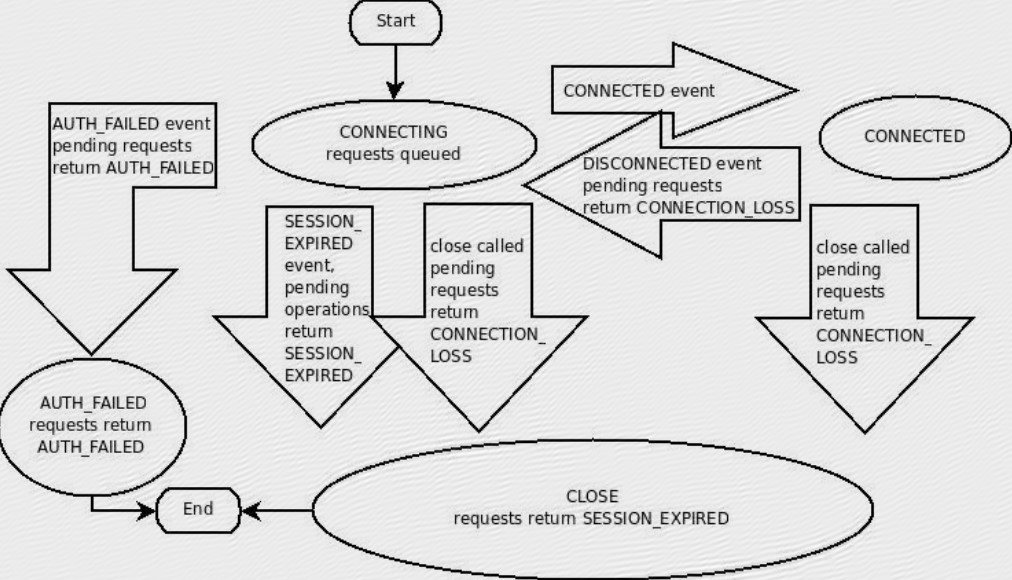 Start
CONNECTED event
AUTH_FAILED event
pending requests
return AUTH_FAILED
CONNECTING
requests queued
CONNECTED
DISCONNECTED event
pending requests
return CONNECTION_LOSS
SESSION_
EXPIRED
event,
pending
operations
return
SESSION_
EXPIRED
close called
pending
requests
return
CONNECTION_
LOSS
close called
pending
requests
return
CONNECTION_
LOSS
AUTH_FAILED
requests return
AUTH_FAILED
End
CLOSE
requests return SESSION_EXPIRED